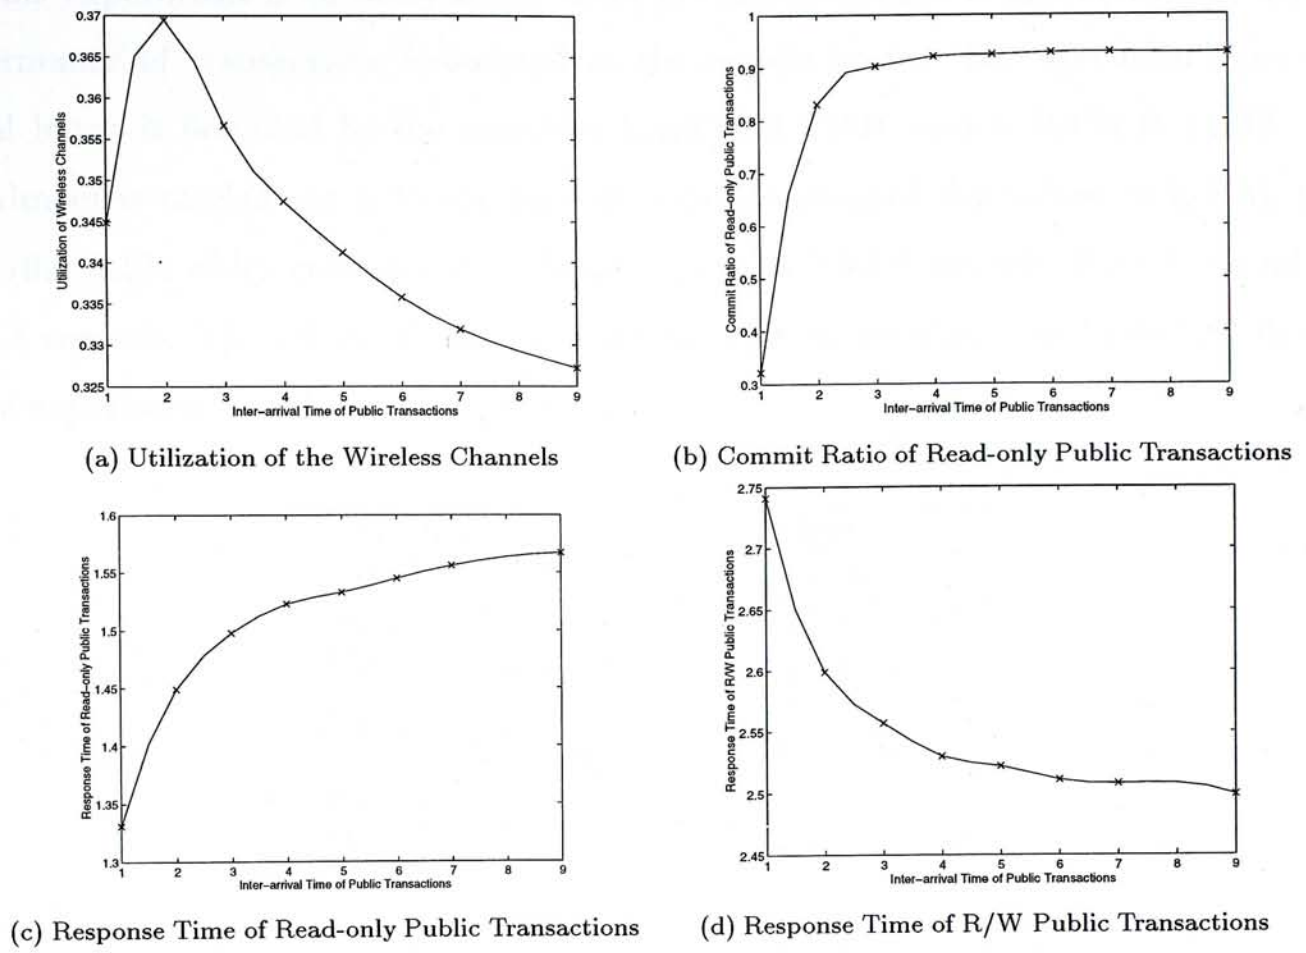 0.37
0.365
0.36
0.355
0.35
0.345
0.34
0.335
0.33
0.325
Utilization of Wireless Channels
1 2 3 4 5 6 7 8 9
Inter-arrival Time of Public Transactions
(a) Utilization of the Wireless Channels
1
0.9
0.8
0.7
0.6
0.5
0.4
0.3
Commit Ratio of Read-only Public Transactions
1 2 3 4 5 6 7 8 9
Inter-arrival Time of Public Transactions
(b) Commit Ratio of Read-only Public Transactions
1.6
1.55
1.5
1.45
1.4
1.35
1.3
Response Time of Read-only Public Transactions
1 2 3 4 5 6 7 8 9
Inter-arrival Time of Public Transactions
(c) Response Time of Read-only Public Transactions
2.75
2.7
2.65
2.6
2.55
2.5
2.45
Response Time of R/W Public Transactions
1 2 3 4 5 6 7 8 9
Inter-arrival Time of Public Transactions
(d) Response Time of R/W Public Transactions